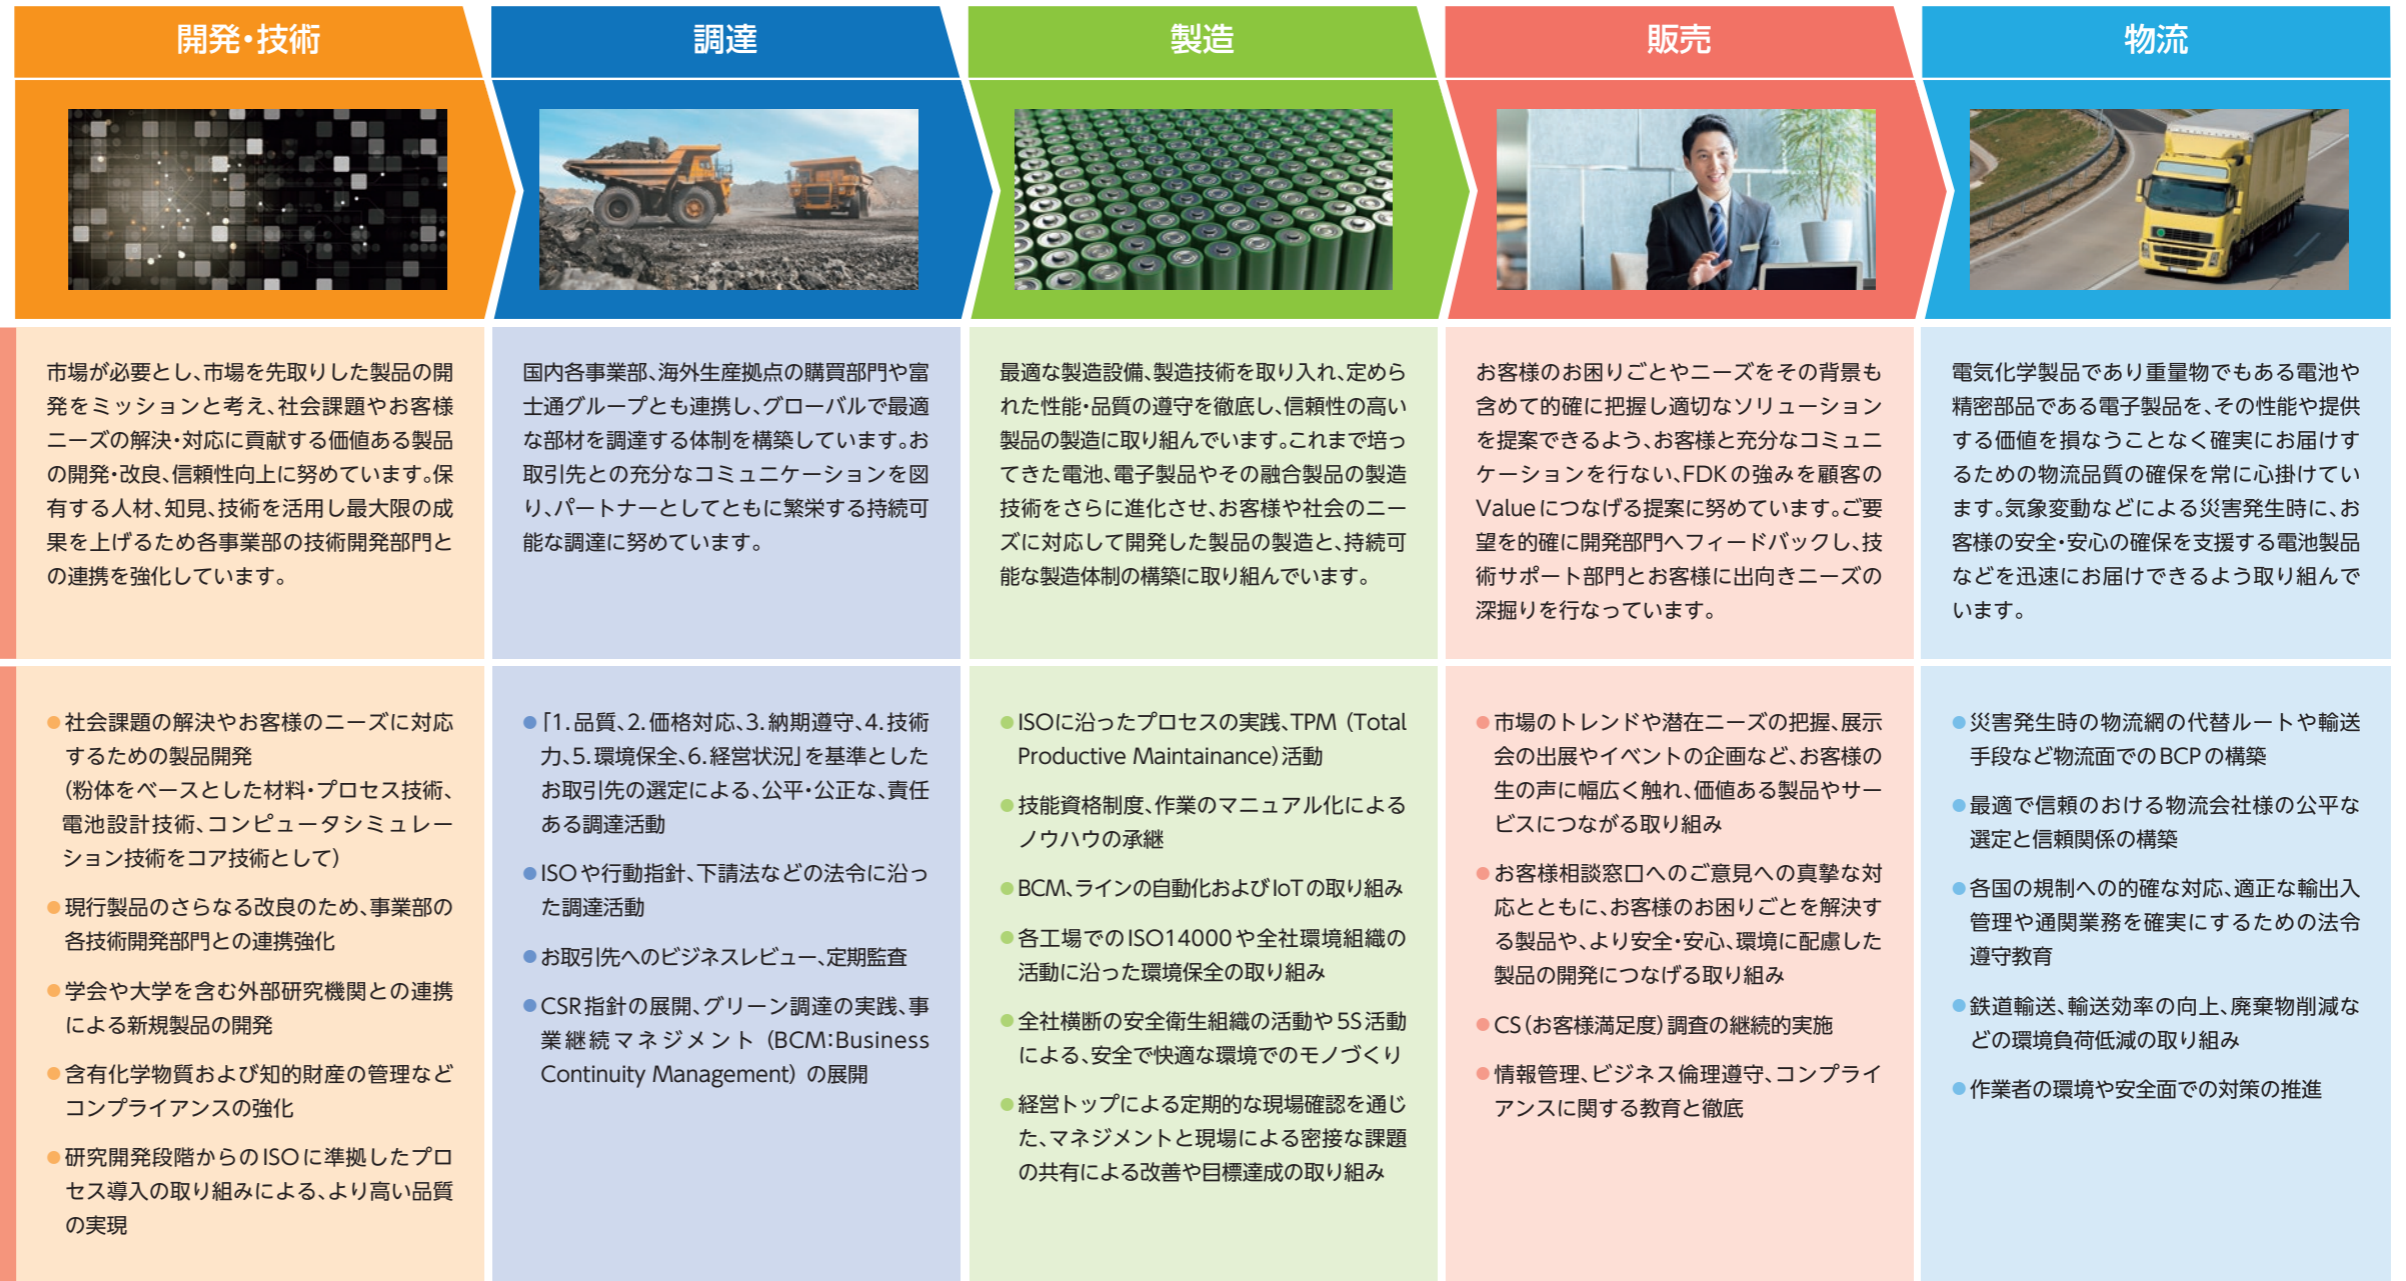 開発・技術
調達
製造
販売
物流
市場が必要とし、市場を先取りした製品の開
発をミッションと考え、社会課題やお客様
ニーズの解決・対応に貢献する価値ある製品
の開発・改良、信頼性向上に努めています。保
有する人材、知見、技術を活用し最大限の成
果を上げるため各事業部の技術開発部門と
の連携を強化しています。
国内各事業部、海外生産拠点の購買部門や富
士通グループとも連携し、グローバルで最適
な部材を調達する体制を構築しています。お
取引先との充分なコミュニケーションを図
り、パートナーとしてともに繁栄する持続可
能な調達に努めています。
最適な製造設備、製造技術を取り入れ、定めら
れた性能・品質の遵守を徹底し、信頼性の高い
製品の製造に取り組んでいます。これまで培っ
てきた電池、電子製品やその融合製品の製造
技術をさらに進化させ、お客様や社会のニー
ズに対応して開発した製品の製造と、持続可
能な製造体制の構築に取り組んでいます。
お客様のお困りごとやニーズをその背景も
含めて的確に把握し適切なソリューション
を提案できるよう、お客様と充分なコミュニ
ケーションを行ない、FDKの強みを顧客の
Valueにつなげる提案に努めています。ご要
望を的確に開発部門へフィードバックし、技
術サポート部門とお客様に出向きニーズの
深掘りを行なっています。
電気化学製品であり重量物でもある電池や
精密部品である電子製品を、その性能や提供
する価値を損なうことなく確実にお届けす
るための物流品質の確保を常に心掛けてい
ます。気象変動などによる災害発生時に、お
客様の安全・安心の確保を支援する電池製品
などを迅速にお届けできるよう取り組んで
います。
●社会課題の解決やお客様のニーズに対応
するための製品開発
(粉体をベースとした材料・プロセス技術、
電池設計技術、コンピュータシミュレー
ション技術をコア技術として)
●現行製品のさらなる改良のため、事業部の
各技術開発部門との連携強化
●学会や大学を含む外部研究機関との連携
による新規製品の開発
●含有化学物質および知的財産の管理など
コンプライアンスの強化
●研究開発段階からのISOに準拠したプロ
セス導入の取り組みによる、より高い品質
の実現
●「1.品質、2.価格対応、3.納期遵守、4.技術
力、5.環境保全、6.経営状況」を基準とした
お取引先の選定による、公平・公正な、責任
ある調達活動
●ISOや行動指針、下請法などの法令に沿っ
た調達活動
●お取引先へのビジネスレビュー、定期監査
●CSR指針の展開、グリーン調達の実践、事
業継続マネジメント (BCM:Business
Continuity Management) の展開
●ISOに沿ったプロセスの実践、TPM (Total
Productive Maintainance)活動
●技能資格制度、作業のマニュアル化による
ノウハウの承継
●BCM、ラインの自動化およびIoTの取り組み
●各工場でのISO14000や全社環境組織の
活動に沿った環境保全の取り組み
●全社横断の安全衛生組織の活動や5S活動
による、安全で快適な環境でのモノづくり
●経営トップによる定期的な現場確認を通じ
た、マネジメントと現場による密接な課題
の共有による改善や目標達成の取り組み
●市場のトレンドや潜在ニーズの把握、展示
会の出展やイベントの企画など、お客様の
生の声に幅広く触れ、価値ある製品やサー
ビスにつながる取り組み
●お客様相談窓口へのご意見への真摯な対
応とともに、お客様のお困りごとを解決す
る製品や、より安全・安心、環境に配慮した
製品の開発につなげる取り組み
●CS(お客様満足度)調査の継続的実施
●情報管理、ビジネス倫理遵守、コンプライ
アンスに関する教育と徹底
●災害発生時の物流網の代替ルートや輸送
手段など物流面でのBCPの構築
●最適で信頼のおける物流会社様の公平な
選定と信頼関係の構築
●各国の規制への的確な対応、適正な輸出入
管理や通関業務を確実にするための法令
遵守教育
●鉄道輸送、輸送効率の向上、廃棄物削減な
どの環境負荷低減の取り組み
●作業者の環境や安全面での対策の推進